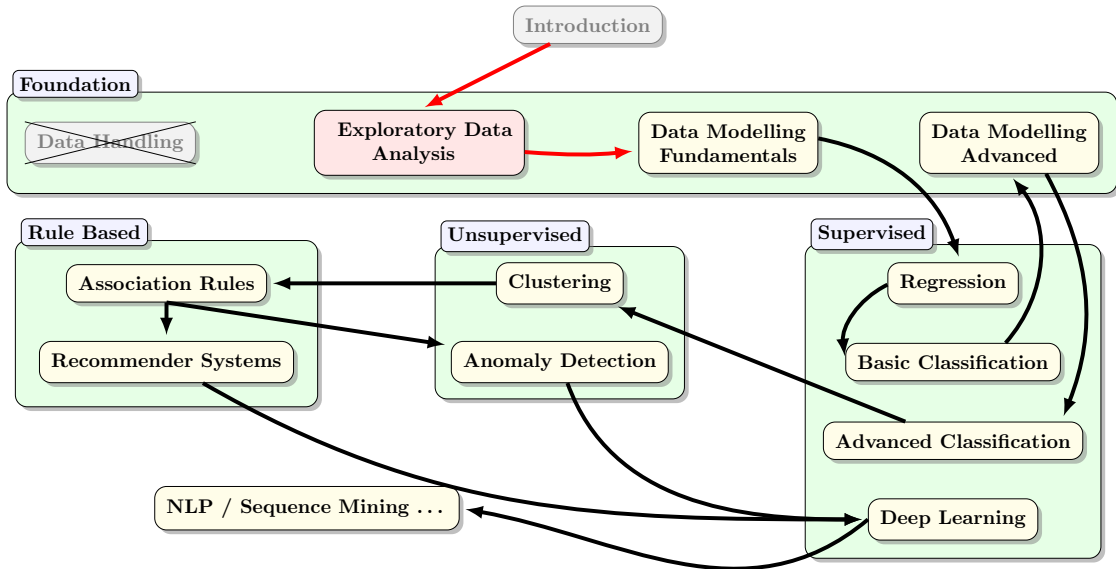 Introduction
Foundation
Data Handling
Exploratory Data
Analysis
Data Modelling
Fundamentals
Data Modelling
Advanced
Rule Based
Association Rules
Recommender Systems
Unsupervised
Clustering
Anomaly Detection
Supervised
Regression
Basic Classification
Advanced Classification
Deep Learning
NLP / Sequence Mining ...